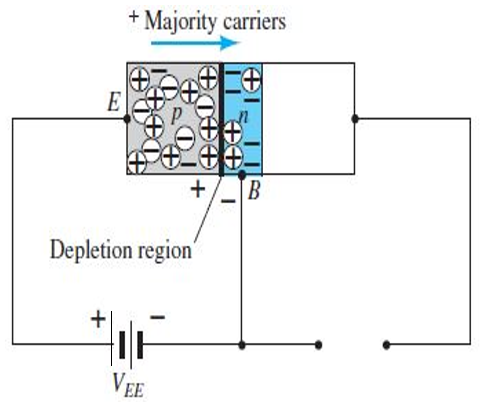 + Majority carriers
E
p
n
+ − B
Depletion region
+ −
V_EE